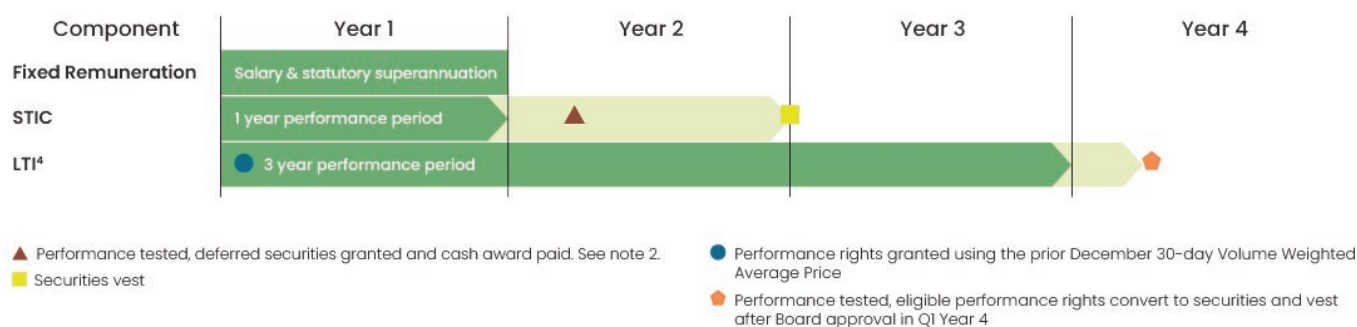 Component Year 1 Year 2 Year 3 Year 4
Fixed Remuneration Salary & statutory superannuation
STIC 1 year performance period
LTI⁴ 3 year performance period
Performance tested, deferred securities granted and cash award paid. See note 2.
Securities vest
Performance rights granted using the prior December 30-day Volume Weighted
Average Price
Performance tested, eligible performance rights convert to securities and vest
after Board approval in Q1 Year 4